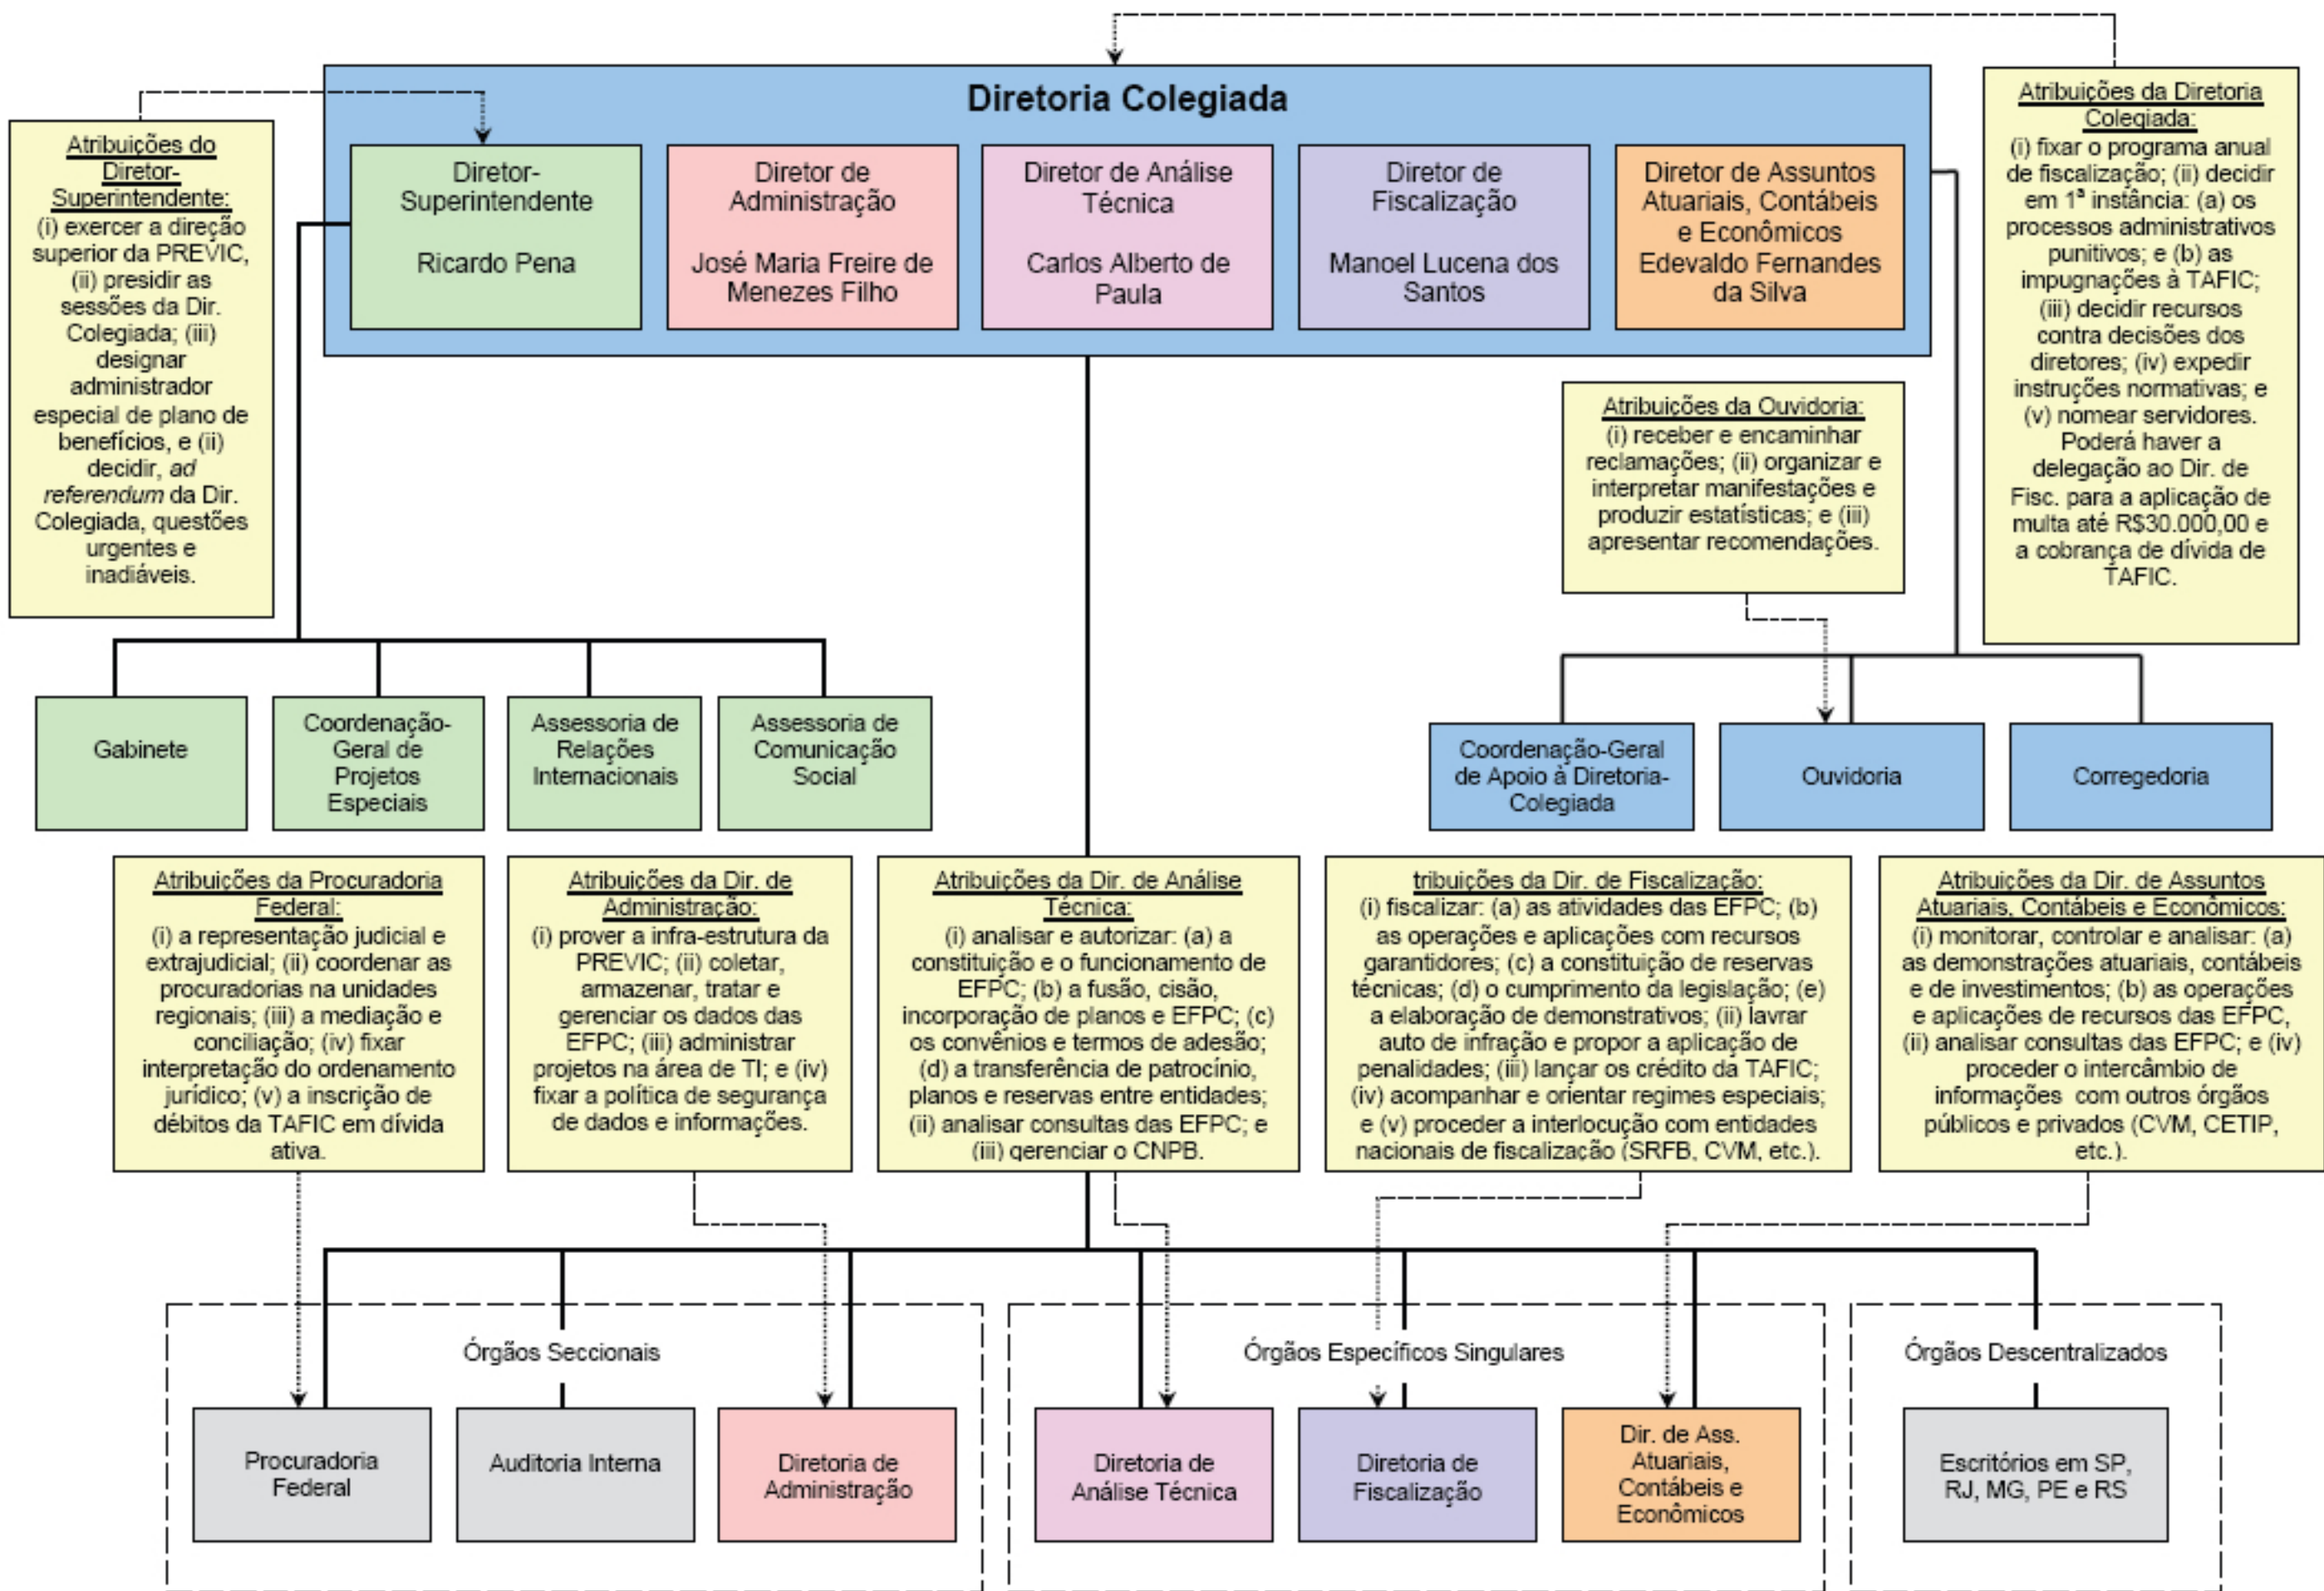 Diretoria Colegiada
Atribuições do
Diretor-
Superintendente:
(i) exercer a direção
superior da PREVIC,
(ii) presidir as
sessões da Dir.
Colegiada; (iii)
designar
administrador
especial de plano de
benefícios, e (ii)
decidir, ad
referendum da Dir.
Colegiada, questões
urgentes e
inadiáveis.
Diretor-
Superintendente
Ricardo Pena
Diretor de
Administração
José Maria Freire de
Menezes Filho
Diretor de Análise
Técnica
Carlos Alberto de
Paula
Diretor de
Fiscalização
Manoel Lucena dos
Santos
Diretor de Assuntos
Atuariais, Contábeis
e Econômicos
Edevaldo Fernandes
da Silva
Atribuições da Diretoria
Colegiada:
(i) fixar o programa anual
de fiscalização; (ii) decidir
em 1ª instância: (a) os
processos administrativos
punitivos; e (b) as
impugnações à TAFIC;
(iii) decidir recursos
contra decisões dos
diretores; (iv) expedir
instruções normativas; e
(v) nomear servidores.
Poderá haver a
delegação ao Dir. de
Fisc. para a aplicação de
multa até R$30.000,00 e
a cobrança de dívida de
TAFIC.
Atribuições da Ouvidoria:
(i) receber e encaminhar
reclamações; (ii) organizar e
interpretar manifestações e
produzir estatísticas; e (iii)
apresentar recomendações.
Gabinete
Coordenação-
Geral de
Projetos
Especiais
Assessoria de
Relações
Internacionais
Assessoria de
Comunicação
Social
Coordenação-Geral
de Apoio à Diretoria-
Colegiada
Ouvidoria
Corregedoria
Atribuições da Procuradoria
Federal:
(i) a representação judicial e
extrajudicial; (ii) coordenar as
procuradorias na unidades
regionais; (iii) a mediação e
conciliação; (iv) fixar
interpretação do ordenamento
jurídico; (v) a inscrição de
débitos da TAFIC em dívida
ativa.
Atribuições da Dir. de
Administração:
(i) prover a infra-estrutura da
PREVIC; (ii) coletar,
armazenar, tratar e
gerenciar os dados das
EFPC; (iii) administrar
projetos na área de TI; e (iv)
fixar a política de segurança
de dados e informações.
Atribuições da Dir. de Análise
Técnica:
(i) analisar e autorizar: (a) a
constituição e o funcionamento de
EFPC; (b) a fusão, cisão,
incorporação de planos e EFPC; (c)
os convênios e termos de adesão;
(d) a transferência de patrocínio,
planos e reservas entre entidades;
(ii) analisar consultas das EFPC; e
(iii) gerenciar o CNPB.
tribuições da Dir. de Fiscalização:
(i) fiscalizar: (a) as atividades das EFPC; (b)
as operações e aplicações com recursos
garantidores; (c) a constituição de reservas
técnicas; (d) o cumprimento da legislação; (e)
a elaboração de demonstrativos; (ii) lavrar
auto de infração e propor a aplicação de
penalidades; (iii) lançar os crédito da TAFIC;
(iv) acompanhar e orientar regimes especiais;
e (v) proceder a interlocução com entidades
nacionais de fiscalização (SRFB, CVM, etc.).
Atribuições da Dir. de Assuntos
Atuariais, Contábeis e Econômicos:
(i) monitorar, controlar e analisar: (a)
as demonstrações atuariais, contábeis
e de investimentos; (b) as operações
e aplicações de recursos das EFPC,
(ii) analisar consultas das EFPC; e (iv)
proceder o intercâmbio de
informações com outros órgãos
públicos e privados (CVM, CETIP,
etc.).
Órgãos Seccionais
Órgãos Específicos Singulares
Órgãos Descentralizados
Procuradoria
Federal
Auditoria Interna
Diretoria de
Administração
Diretoria de
Análise Técnica
Diretoria de
Fiscalização
Dir. de Ass.
Atuariais,
Contábeis e
Econômicos
Escritórios em SP,
RJ, MG, PE e RS